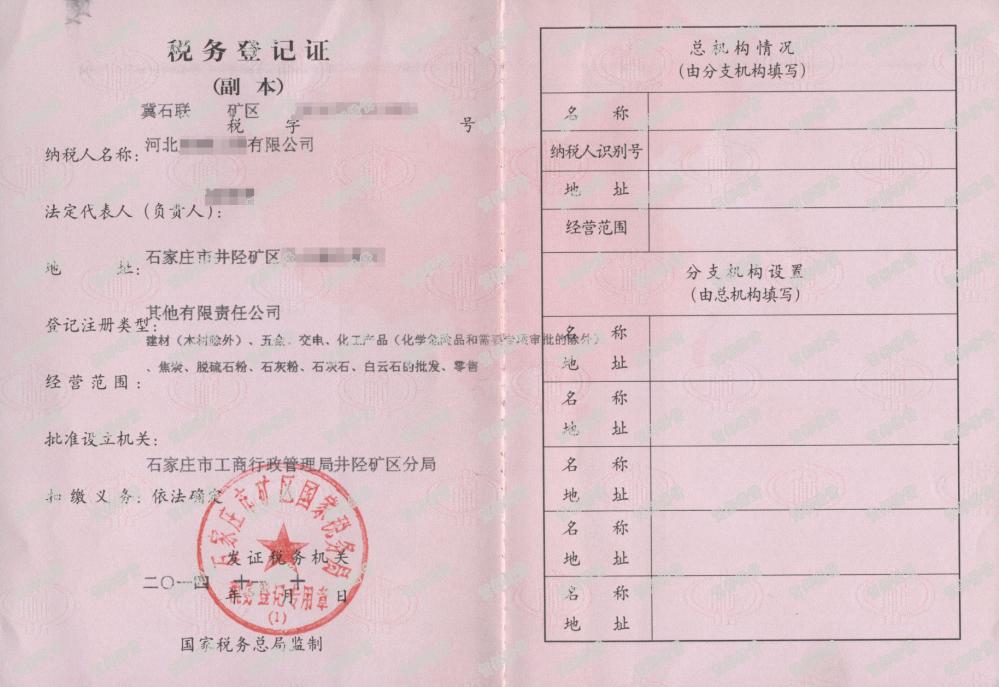 税务登记证
(副 本)
冀石联 矿区
税 字 号
纳税人名称: 河北 有限公司
法定代表人(负责人):
地 址: 石家庄市井陉矿区
登记注册类型: 其他有限责任公司
建材(木材除外)、五金、交电、化工产品(化学危险品和需要专项审批的除外)
、焦炭、脱硫石粉、石灰粉、石灰石、白云石的批发、零售
经营范围:
批准设立机关:
石家庄市工商行政管理局井陉矿区分局
扣缴义务: 依法确定
石家庄市矿区国家税务局
发证税务机关
二〇一四 年 十 月 十 日
税务登记专用章
(1)
国家税务总局监制
总机构情况
(由分支机构填写)
名 称
纳税人识别号
地 址
经营范围
分支机构设置
(由总机构填写)
名 称
地 址
名 称
地 址
名 称
地 址
名 称
地 址
名 称
地 址